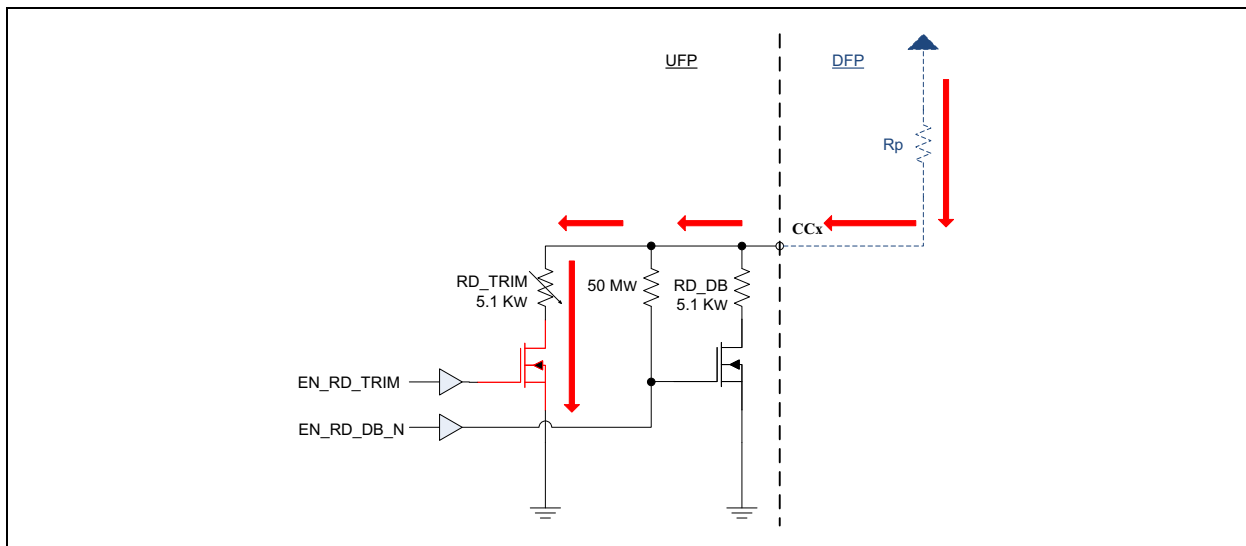 UFP
DFP
Rp
CCx
RD_TRIM
5.1 KW
50 MW
RD_DB
5.1 KW
EN_RD_TRIM
EN_RD_DB_N